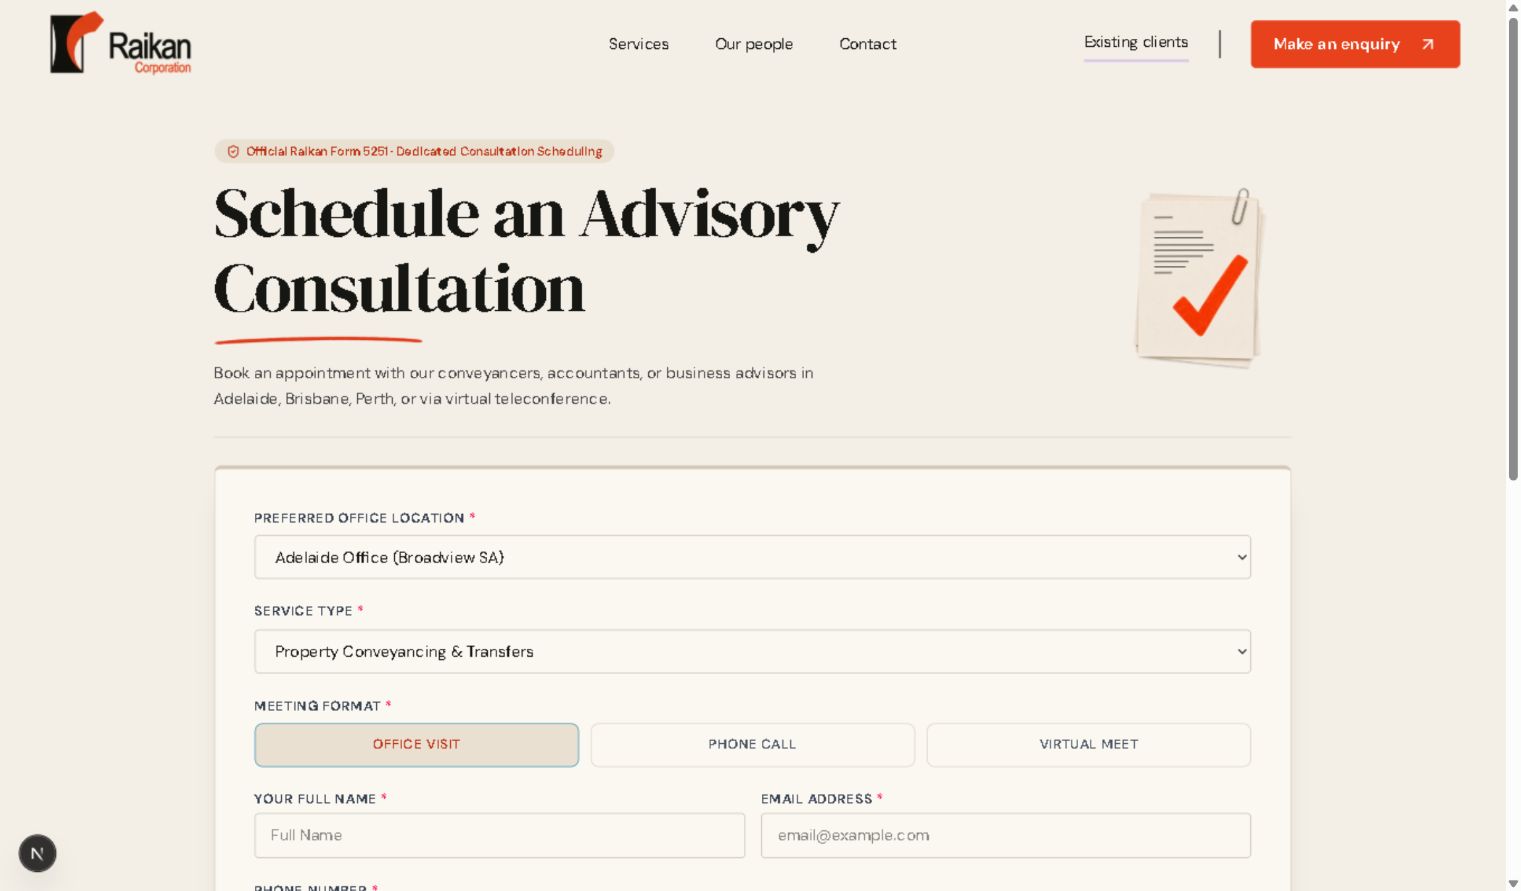 Raikan
Corporation
Services
Our people
Contact
Existing clients
Make an enquiry
Official Raikan Form 5251 - Dedicated Consultation Scheduling
Schedule an Advisory
Consultation
Book an appointment with our conveyancers, accountants, or business advisors in
Adelaide, Brisbane, Perth, or via virtual teleconference.
PREFERRED OFFICE LOCATION *
Adelaide Office (Broadview SA)
SERVICE TYPE *
Property Conveyancing & Transfers
MEETING FORMAT *
OFFICE VISIT
PHONE CALL
VIRTUAL MEET
YOUR FULL NAME *
EMAIL ADDRESS *
Full Name
email@example.com
N
PHONE NUMBER *